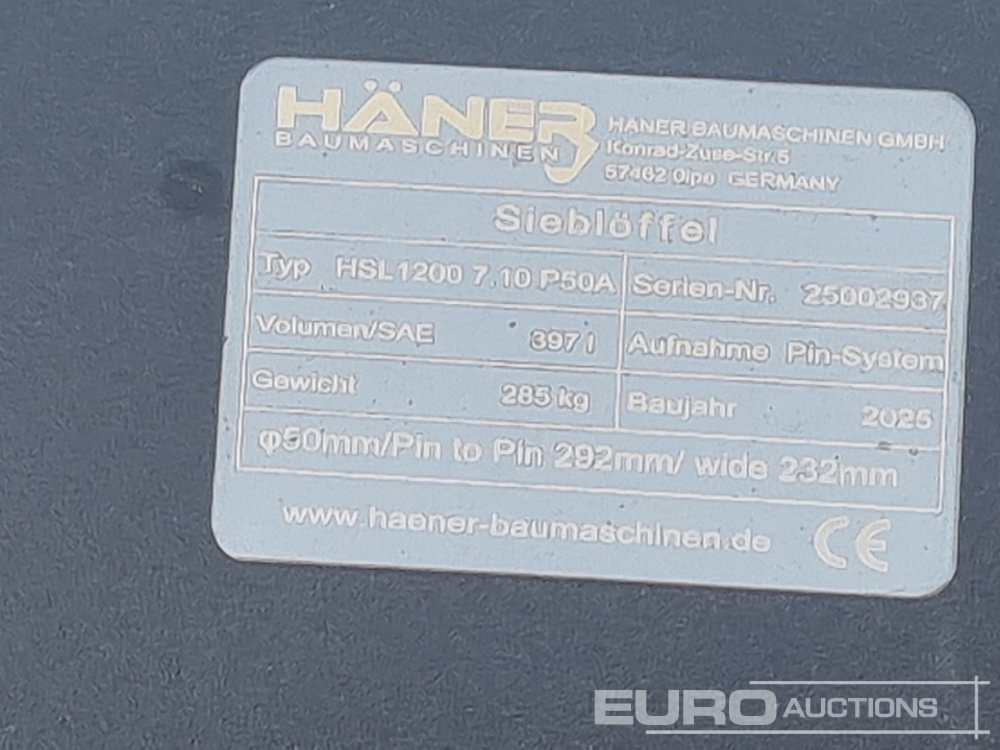 HÄNER
BAUMASCHINEN
HÄNER BAUMASCHINEN GMBH
Konrad-Zuse-Str.5
57462 Olpe GERMANY
Sieblöffel
Typ HSL1200 7.10 P50A
Serien-Nr. 25002937
Volumen/SAE 397 l
Aufnahme Pin-System
Gewicht 285 kg
Baujahr 2025
φ50mm/Pin to Pin 292mm/ wide 232mm
www.haener-baumaschinen.de CE
EURO AUCTIONS